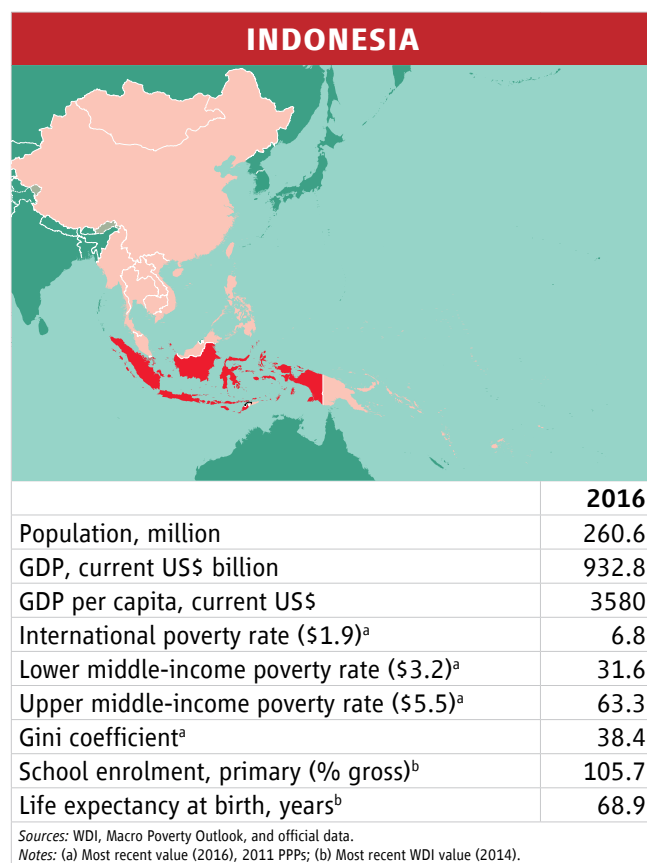 INDONESIA
2016
Population, million 260.6
GDP, current US$ billion 932.8
GDP per capita, current US$ 3580
International poverty rate ($1.9)ᵃ 6.8
Lower middle-income poverty rate ($3.2)ᵃ 31.6
Upper middle-income poverty rate ($5.5)ᵃ 63.3
Gini coefficientᵃ 38.4
School enrolment, primary (% gross)ᵇ 105.7
Life expectancy at birth, yearsᵇ 68.9
Sources: WDI, Macro Poverty Outlook, and official data.
Notes: (a) Most recent value (2016), 2011 PPPs; (b) Most recent WDI value (2014).